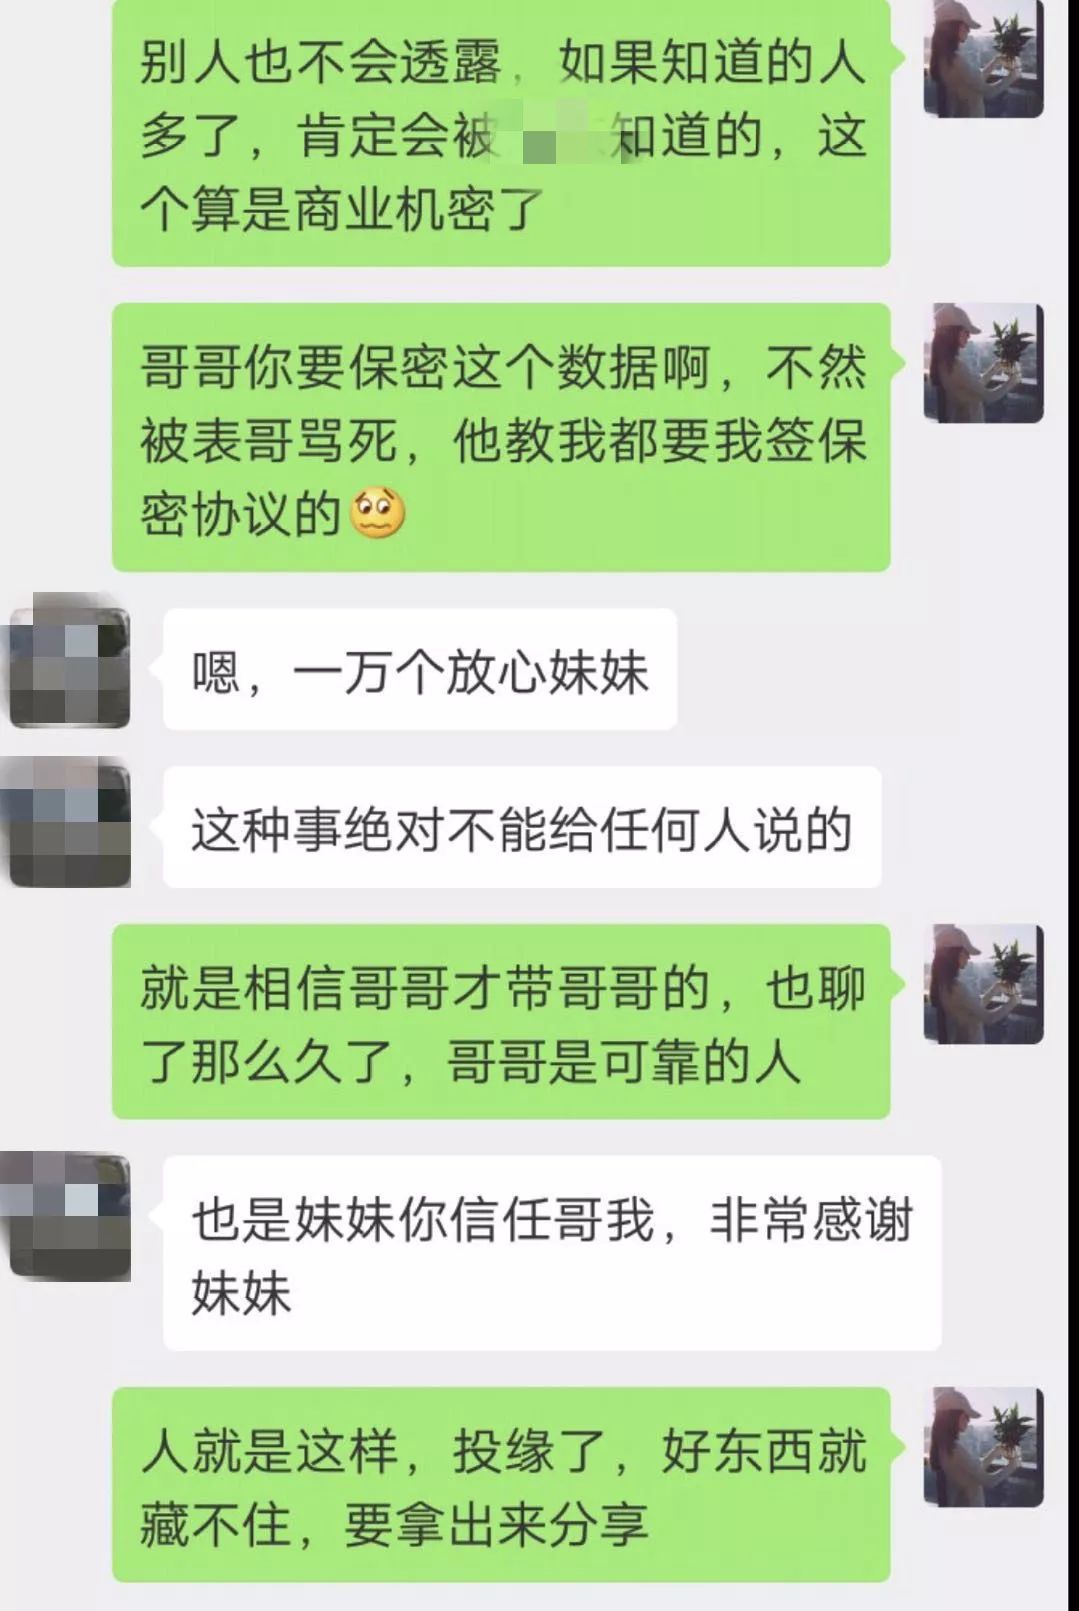 别人也不会透露，如果知道的人
多了，肯定会被知道的，这
个算是商业机密了
哥哥你要保密这个数据啊，不然
被表哥骂死，他教我都要我签保
密协议的🥴
嗯，一万个放心妹妹
这种事绝对不能给任何人说的
就是相信哥哥才带哥哥的，也聊
了那么久了，哥哥是可靠的人
也是妹妹你信任哥我，非常感谢
妹妹
人就是这样，投缘了，好东西就
藏不住，要拿出来分享